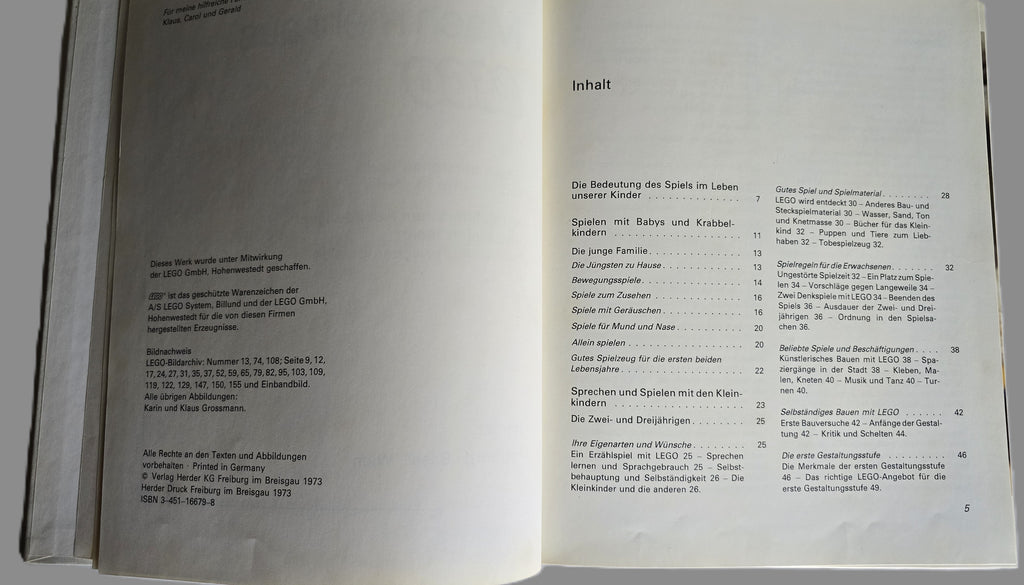 Für meine hilfreiche
Klaus, Carol und Gerald
Dieses Werk wurde unter Mitwirkung
der LEGO GmbH, Hohenwestedt geschaffen.
ist das geschützte Warenzeichen der
A/S LEGO System, Billund und der LEGO GmbH,
Hohenwestedt für die von diesen Firmen
hergestellten Erzeugnisse.
Bildnachweis
LEGO-Bildarchiv: Nummer 13, 74, 108; Seite 9, 12,
17, 24, 27, 31, 35, 37, 52, 59, 65, 79, 82, 95, 103, 109,
119, 122, 129, 147, 150, 155 und Einbandbild.
Alle übrigen Abbildungen:
Karin und Klaus Grossmann.
Alle Rechte an den Texten und Abbildungen
vorbehalten · Printed in Germany
© Verlag Herder KG Freiburg im Breisgau 1973
Herder Druck Freiburg im Breisgau 1973
ISBN 3-451-16679-8
Inhalt
Die Bedeutung des Spiels im Leben
unserer Kinder . . . . . . . . . . . . . . 7
Spielen mit Babys und Krabbel-
kindern . . . . . . . . . . . . . . . . . . . 11
Die junge Familie. . . . . . . . . . . . . . 13
Die Jüngsten zu Hause. . . . . . . . . . . . 13
Bewegungsspiele. . . . . . . . . . . . . . . 14
Spiele zum Zusehen . . . . . . . . . . . . . 16
Spiele mit Geräuschen . . . . . . . . . . . . 16
Spiele für Mund und Nase. . . . . . . . . . 20
Allein spielen . . . . . . . . . . . . . . . . 20
Gutes Spielzeug für die ersten beiden
Lebensjahre. . . . . . . . . . . . . . . . . . 22
Sprechen und Spielen mit den Klein-
kindern . . . . . . . . . . . . . . . . . . . 23
Die Zwei- und Dreijährigen. . . . . . . . 25
Ihre Eigenarten und Wünsche. . . . . . . . 25
Ein Erzählspiel mit LEGO 25 – Sprechen
lernen und Sprachgebrauch 25 – Selbst-
behauptung und Selbständigkeit 26 – Die
Kleinkinder und die anderen 26.
Gutes Spiel und Spielmaterial. . . . . . . . 28
LEGO wird entdeckt 30 – Anderes Bau- und
Steckspielmaterial 30 – Wasser, Sand, Ton
und Knetmasse 30 – Bücher für das Klein-
kind 32 – Puppen und Tiere zum Lieb-
haben 32 – Tobespielzeug 32.
Spielregeln für die Erwachsenen. . . . . . . 32
Ungestörte Spielzeit 32 – Ein Platz zum Spie-
len 34 – Vorschläge gegen Langeweile 34 –
Zwei Denkspiele mit LEGO 34 – Beenden des
Spiels 36 – Ausdauer der Zwei- und Drei-
jährigen 36 – Ordnung in den Spielsa-
chen 36.
Beliebte Spiele und Beschäftigungen. . . . 38
Künstlerisches Bauen mit LEGO 38 – Spa-
ziergänge in der Stadt 38 – Kleben, Ma-
len, Kneten 40 – Musik und Tanz 40 – Tur-
nen 40.
Selbständiges Bauen mit LEGO . . . . . . 42
Erste Bauversuche 42 – Anfänge der Gestal-
tung 42 – Kritik und Schelten 44.
Die erste Gestaltungsstufe . . . . . . . . . 46
Die Merkmale der ersten Gestaltungsstufe
46 – Das richtige LEGO-Angebot für die
erste Gestaltungsstufe 49.
5